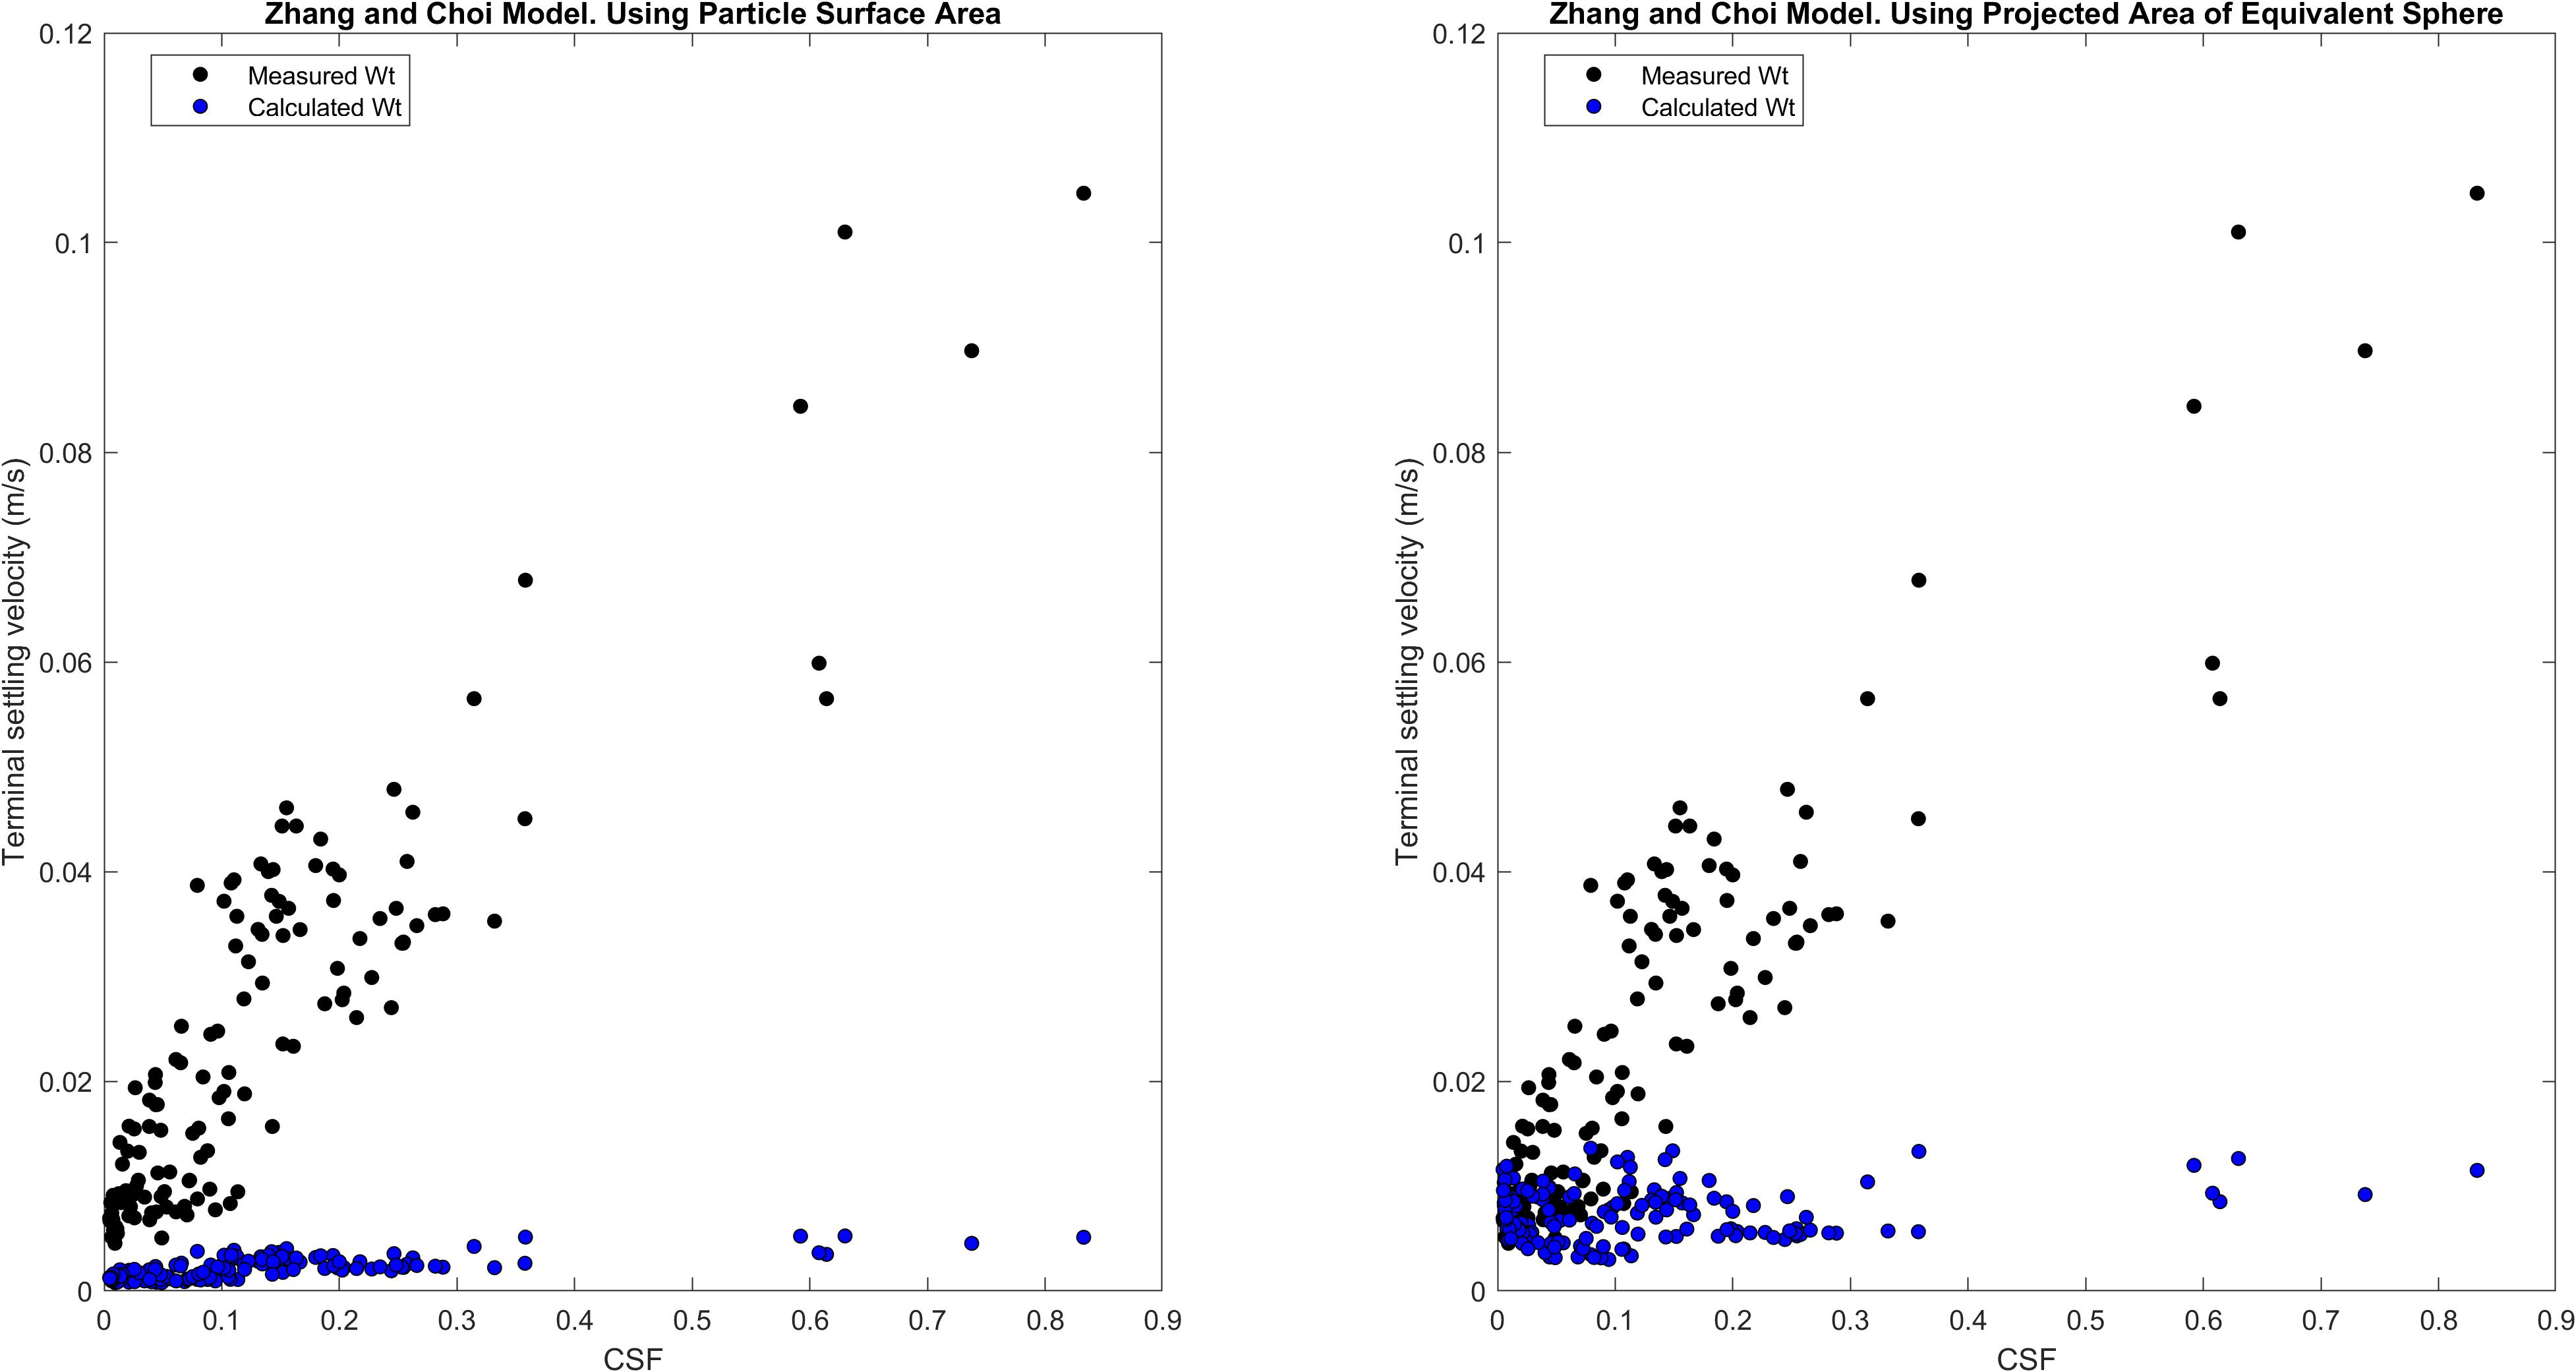 Zhang and Choi Model. Using Particle Surface Area
0.12
0.1
0.08
0.06
0.04
0.02
0
Terminal settling velocity (m/s)
Measured Wt
Calculated Wt
0 0.1 0.2 0.3 0.4 0.5 0.6 0.7 0.8 0.9
CSF
Zhang and Choi Model. Using Projected Area of Equivalent Sphere
0.12
0.1
0.08
0.06
0.04
0.02
0
Terminal settling velocity (m/s)
Measured Wt
Calculated Wt
0 0.1 0.2 0.3 0.4 0.5 0.6 0.7 0.8 0.9
CSF